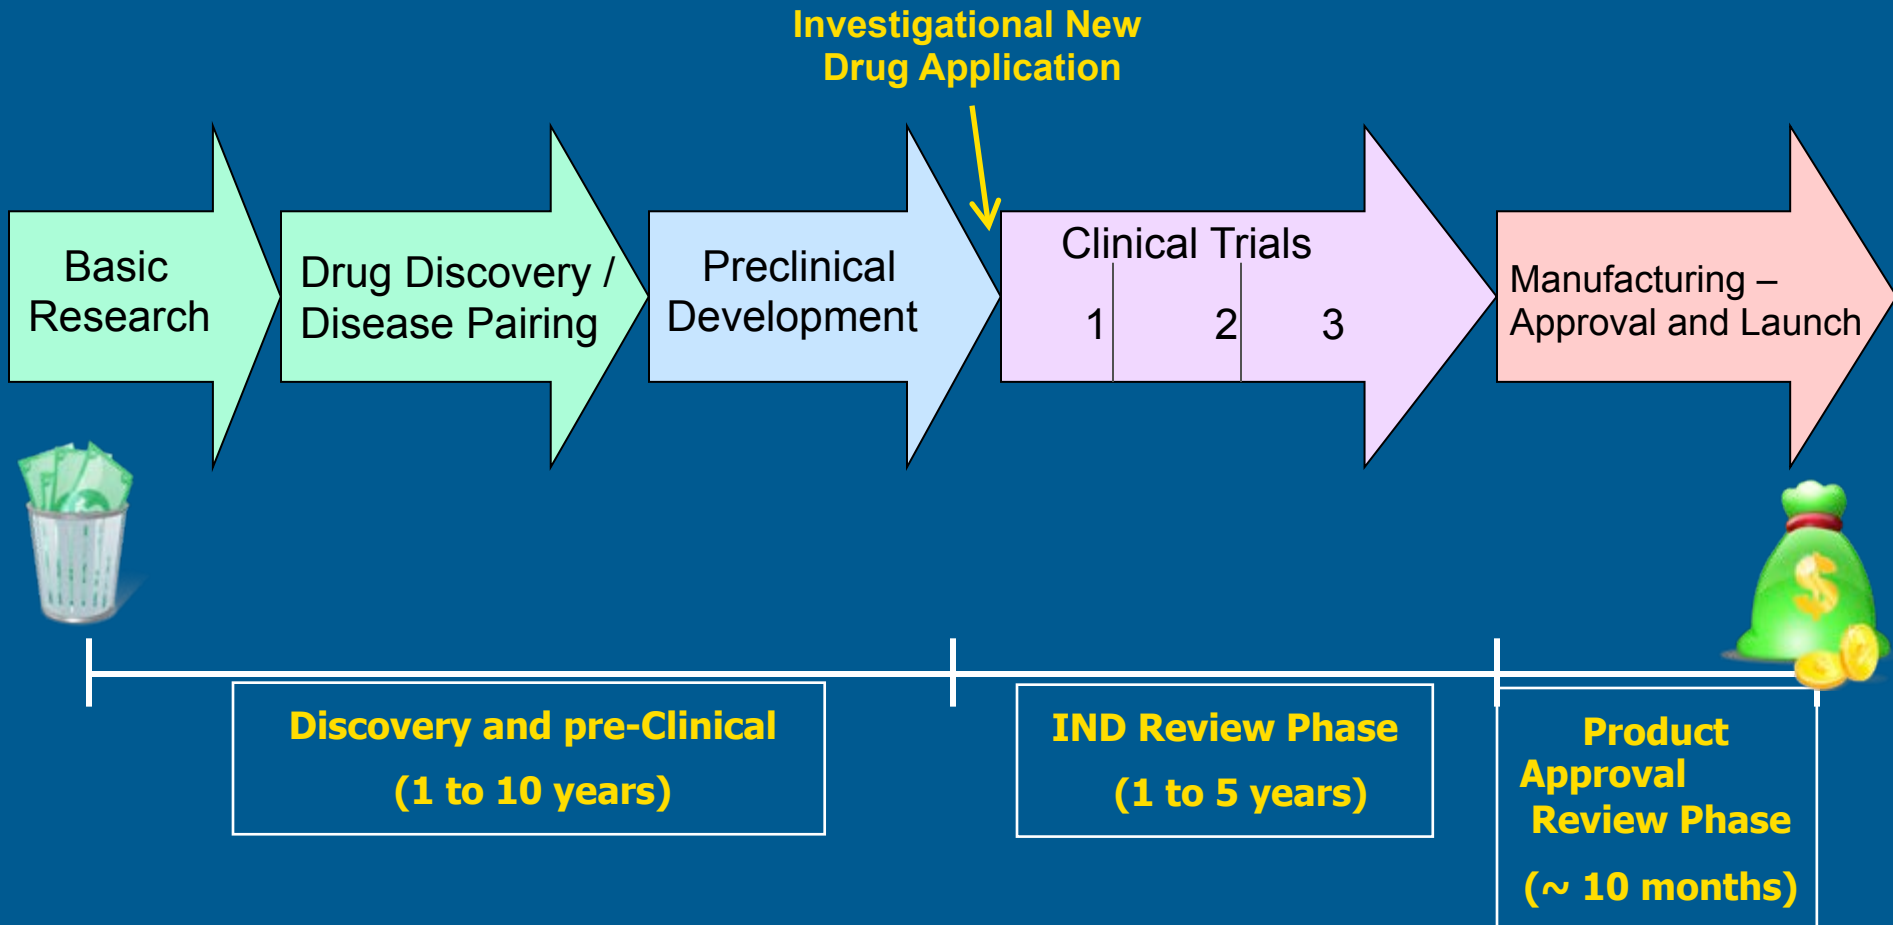 Investigational New
Drug Application
Basic
Research
Drug Discovery /
Disease Pairing
Preclinical
Development
Clinical Trials
1 2 3
Manufacturing –
Approval and Launch
$
Discovery and pre-Clinical
(1 to 10 years)
IND Review Phase
(1 to 5 years)
Product
Approval
Review Phase
(~ 10 months)